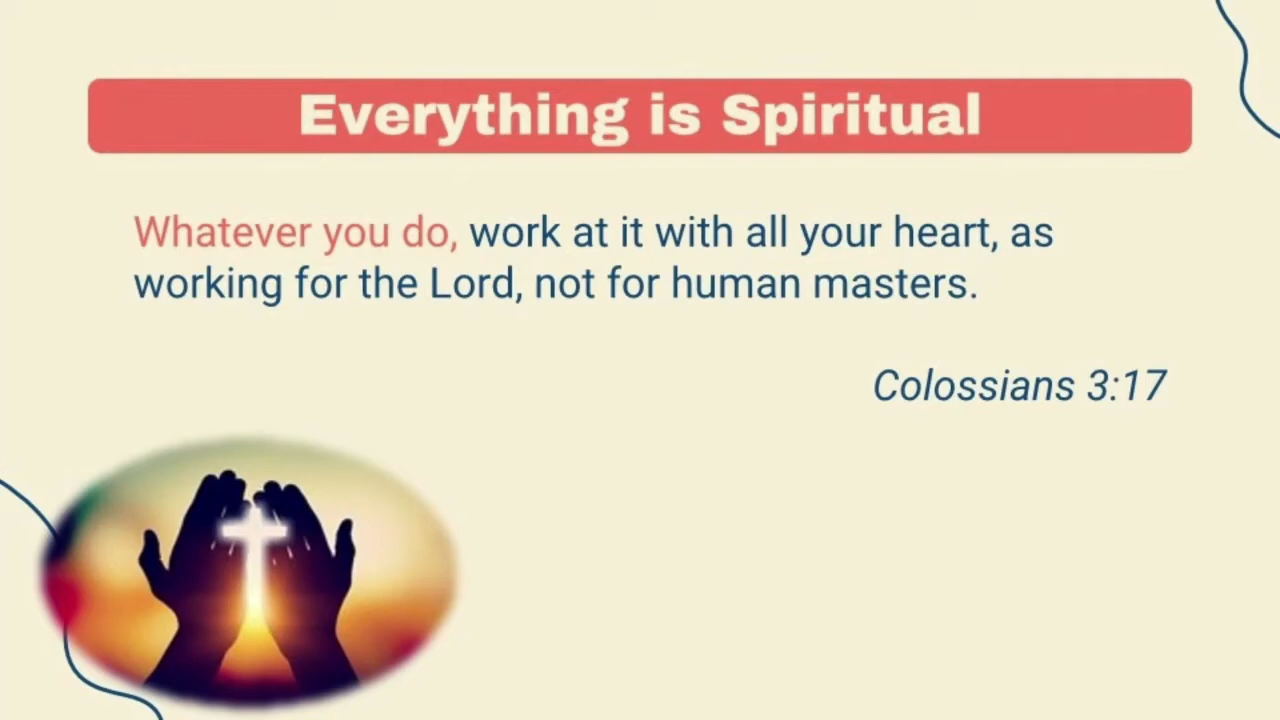 Everything is Spiritual
Whatever you do, work at it with all your heart, as
working for the Lord, not for human masters.
Colossians 3:17